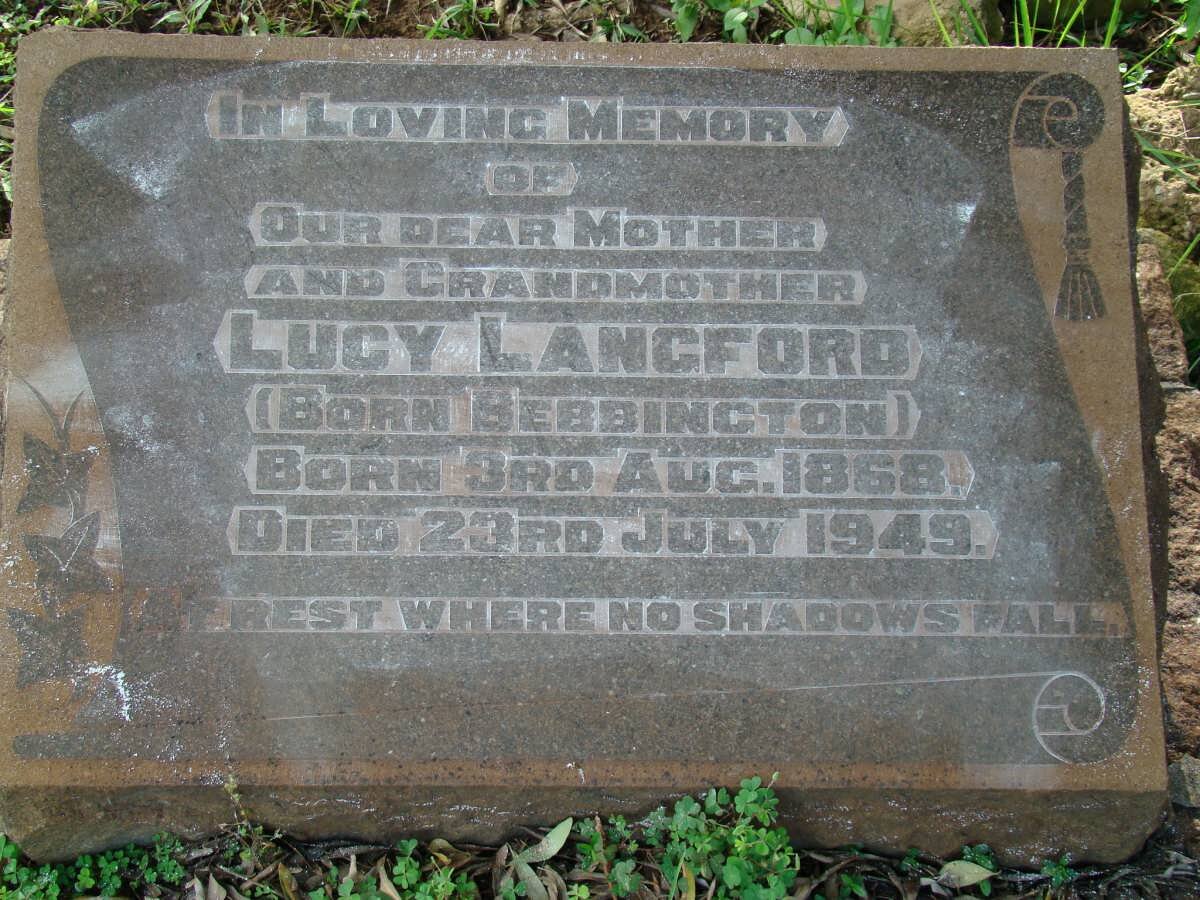 In Loving Memory
of
Our dear Mother
and Grandmother
Lucy Langford
(Born Bebbington)
Born 3rd Aug. 1868.
Died 23rd July 1949.
At rest where no shadows fall.